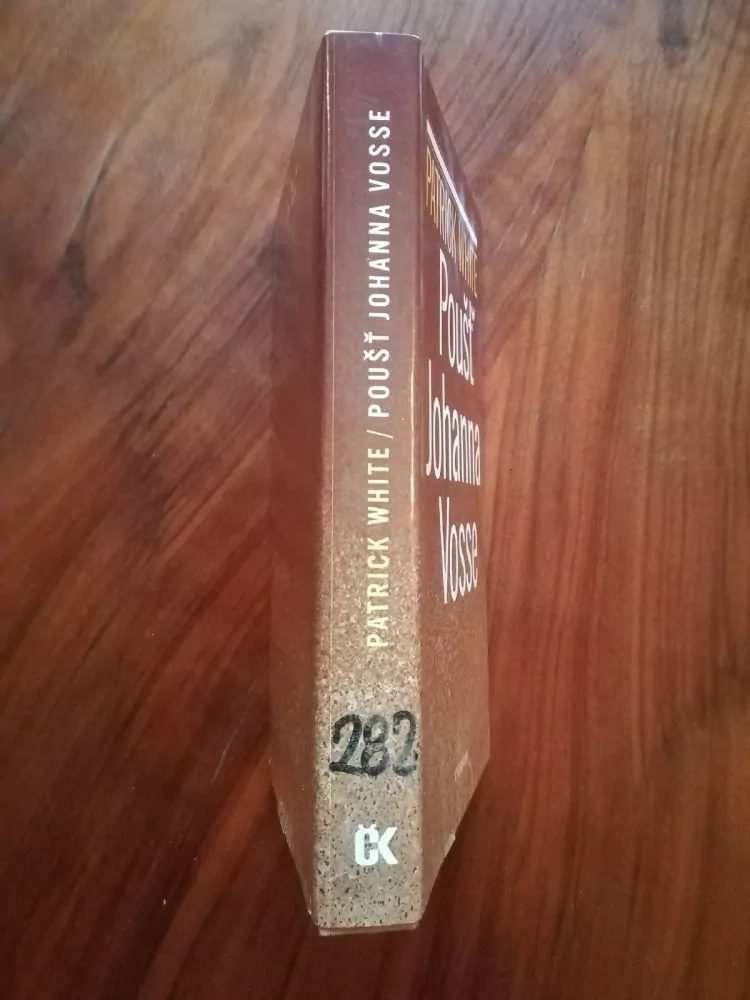 PATRICK WHITE / POUŠŤ JOHANNA VOSSE
282
ČK
PATRICK WHITE
Poušť
Johanna
Vosse